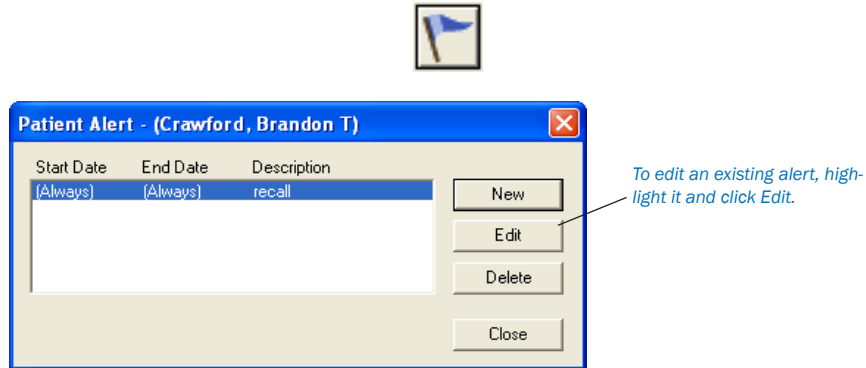 Patient Alert - (Crawford, Brandon T)
Start Date End Date Description
(Always) (Always) recall
New
Edit
Delete
Close
To edit an existing alert, high-
light it and click Edit.